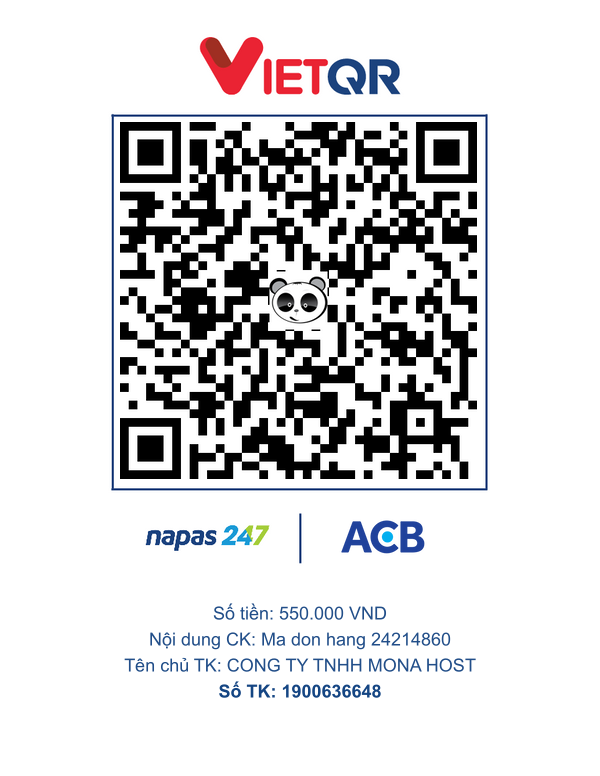 VIETQR
napas 247
ACB
Số tiền: 550.000 VND
Nội dung CK: Ma don hang 24214860
Tên chủ TK: CONG TY TNHH MONA HOST
Số TK: 1900636648